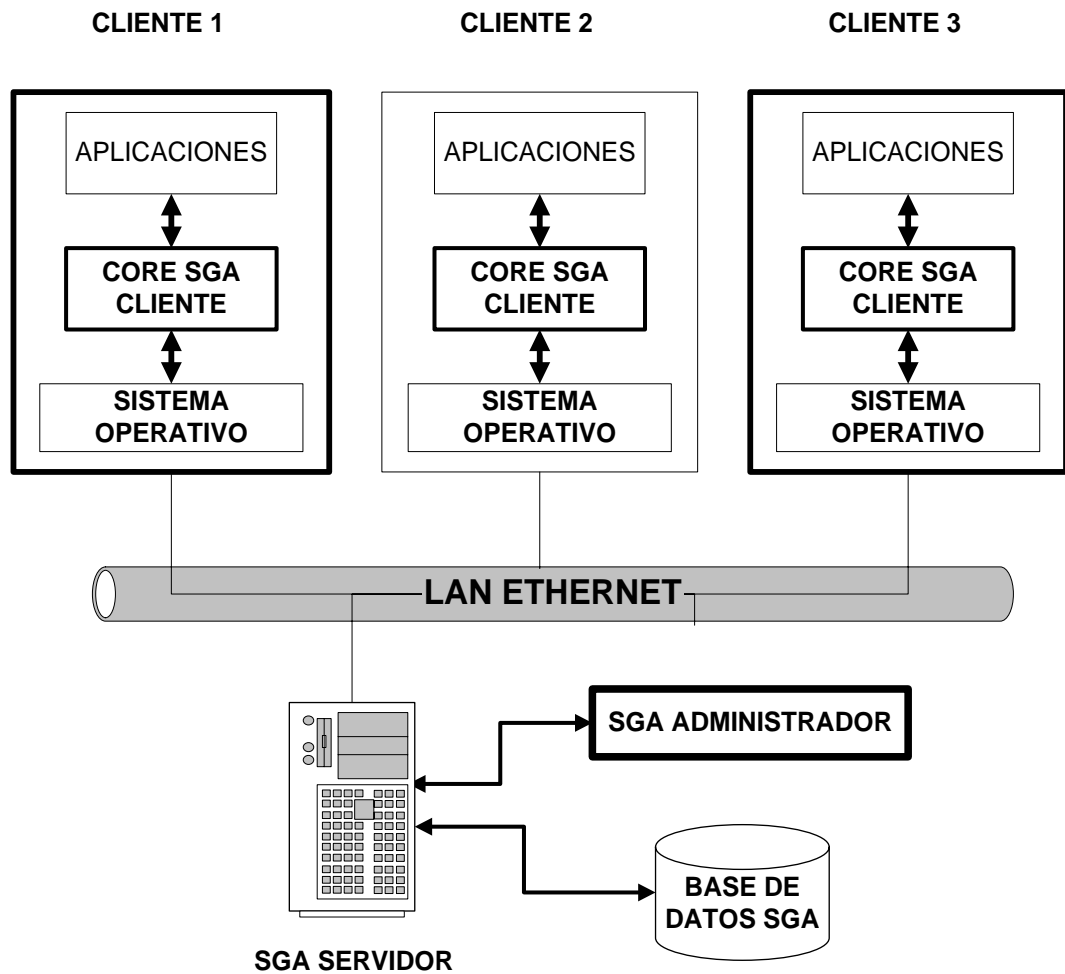 CLIENTE 1
CLIENTE 2
CLIENTE 3
APLICACIONES
APLICACIONES
APLICACIONES
CORE SGA
CLIENTE
CORE SGA
CLIENTE
CORE SGA
CLIENTE
SISTEMA
OPERATIVO
SISTEMA
OPERATIVO
SISTEMA
OPERATIVO
LAN ETHERNET
SGA ADMINISTRADOR
BASE DE
DATOS SGA
SGA SERVIDOR